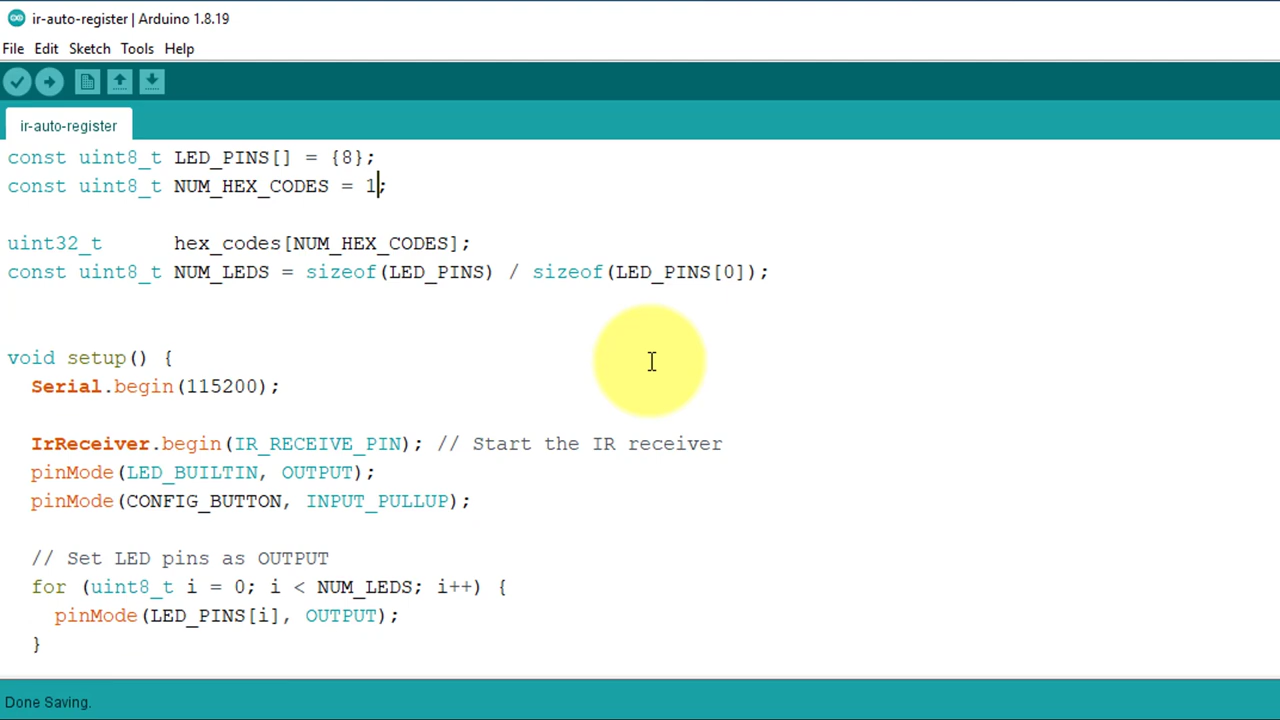 ir-auto-register | Arduino 1.8.19
File Edit Sketch Tools Help
ir-auto-register
const uint8_t LED_PINS[] = {8};
const uint8_t NUM_HEX_CODES = 1;
uint32_t      hex_codes[NUM_HEX_CODES];
const uint8_t NUM_LEDS = sizeof(LED_PINS) / sizeof(LED_PINS[0]);
void setup() {
  Serial.begin(115200);
  IrReceiver.begin(IR_RECEIVE_PIN); // Start the IR receiver
  pinMode(LED_BUILTIN, OUTPUT);
  pinMode(CONFIG_BUTTON, INPUT_PULLUP);
  // Set LED pins as OUTPUT
  for (uint8_t i = 0; i < NUM_LEDS; i++) {
    pinMode(LED_PINS[i], OUTPUT);
  }
Done Saving.